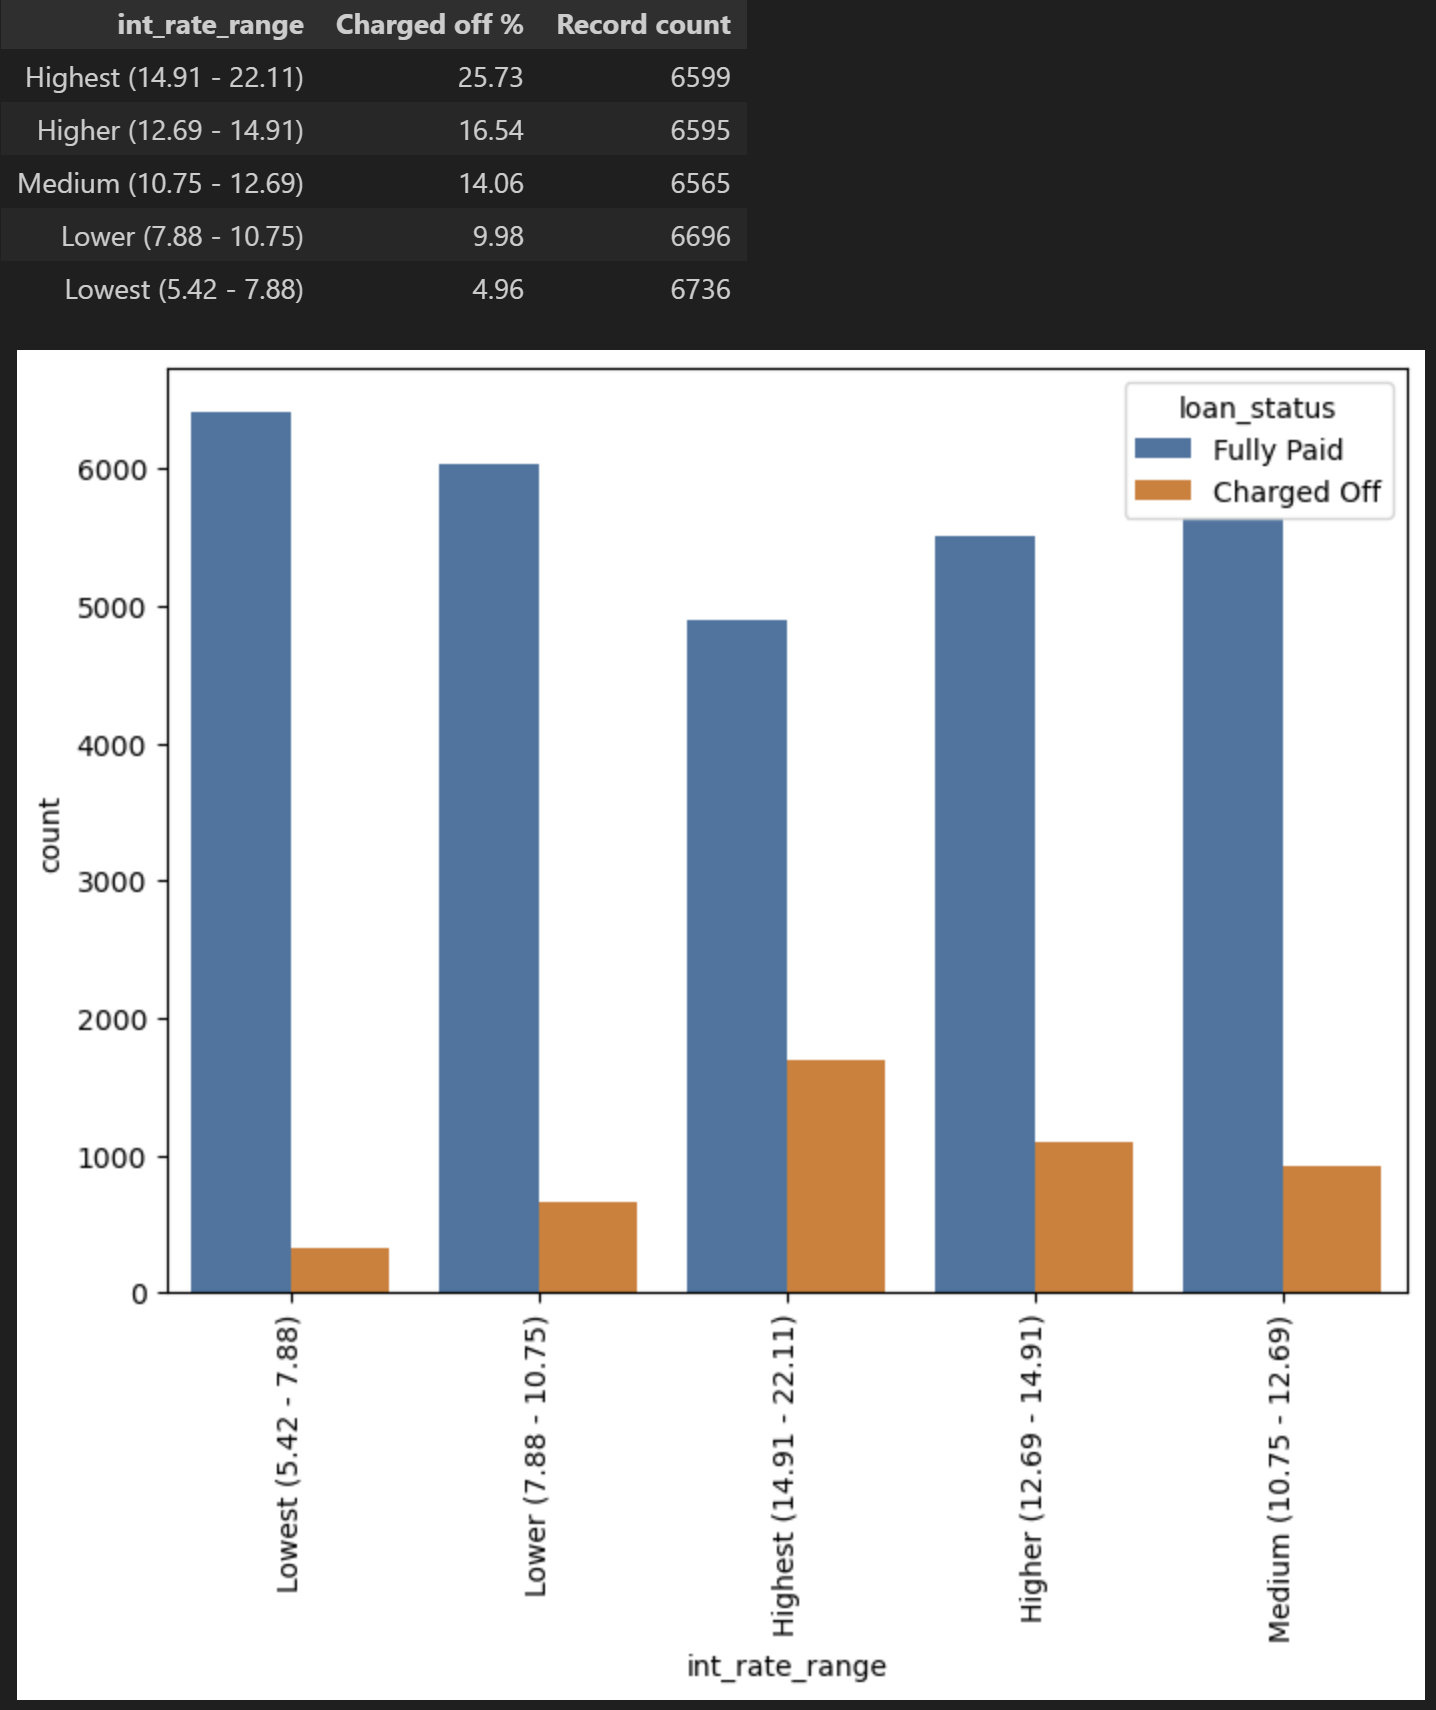 int_rate_range Charged off % Record count
Highest (14.91 - 22.11) 25.73 6599
Higher (12.69 - 14.91) 16.54 6595
Medium (10.75 - 12.69) 14.06 6565
Lower (7.88 - 10.75) 9.98 6696
Lowest (5.42 - 7.88) 4.96 6736
loan_status
Fully Paid
Charged Off
6000
5000
4000
3000
2000
1000
0
count
Lowest (5.42 - 7.88)
Lower (7.88 - 10.75)
Highest (14.91 - 22.11)
Higher (12.69 - 14.91)
Medium (10.75 - 12.69)
int_rate_range